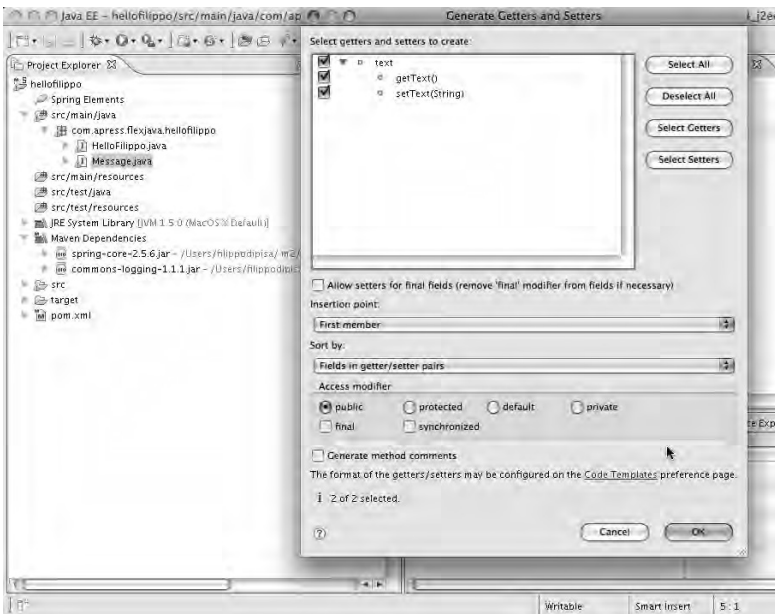 Java EE – hellofilippo/src/main/java/com/ap
Generate Getters and Setters
Project Explorer
hellofilippo
Spring Elements
src/main/java
com.apress.flexjava.hellofilippo
HelloFilippo.java
Message.java
src/main/resources
src/test/java
src/test/resources
JRE System Library [JVM 1.5.0 (MacOS X Default)]
Maven Dependencies
spring-core-2.5.6.jar – /Users/filippodipisa/.m2/
commons-logging-1.1.1.jar – /Users/filippodipis
src
target
pom.xml
Select getters and setters to create:
text
getText()
setText(String)
Select All
Deselect All
Select Getters
Select Setters
Allow setters for final fields (remove 'final' modifier from fields if necessary)
Insertion point:
First member
Sort by:
Fields in getter/setter pairs
Access modifier
public protected default private
final synchronized
Generate method comments
The format of the getters/setters may be configured on the Code Templates preference page.
i 2 of 2 selected.
?
Cancel OK
Writable Smart Insert 5 : 1